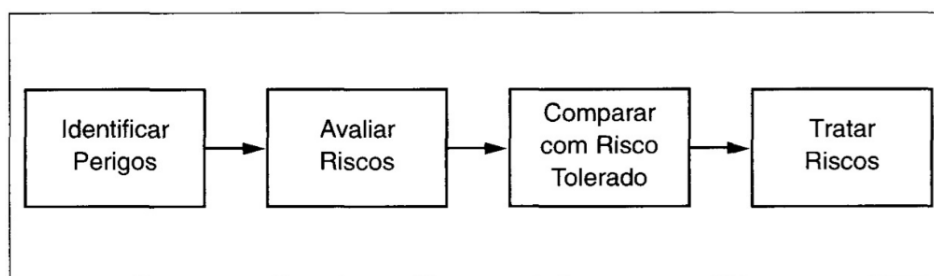 Identificar
Perigos
Avaliar
Riscos
Comparar
com Risco
Tolerado
Tratar
Riscos